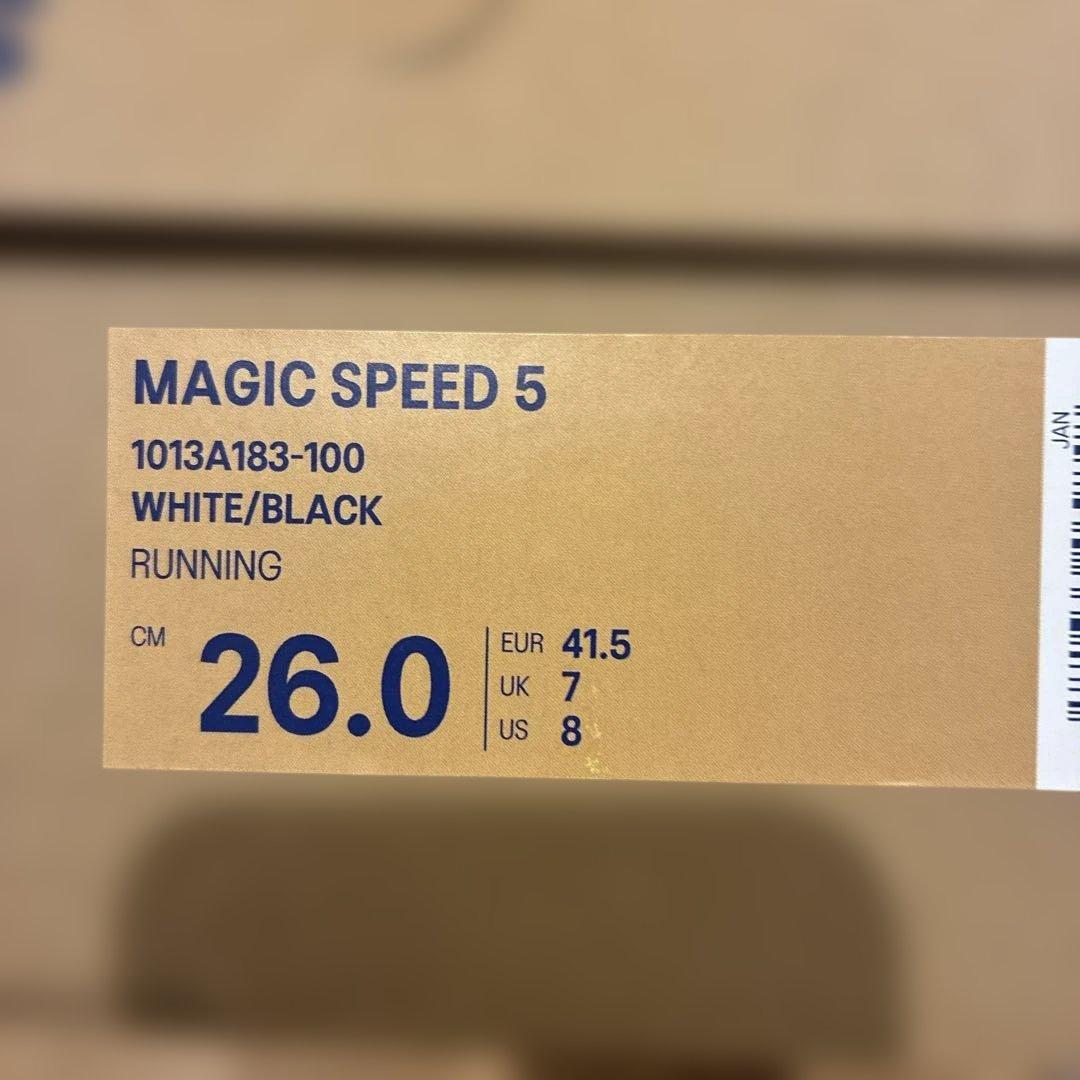 MAGIC SPEED 5
1013A183-100
WHITE/BLACK
RUNNING
CM 26.0
EUR 41.5
UK 7
US 8
JAN